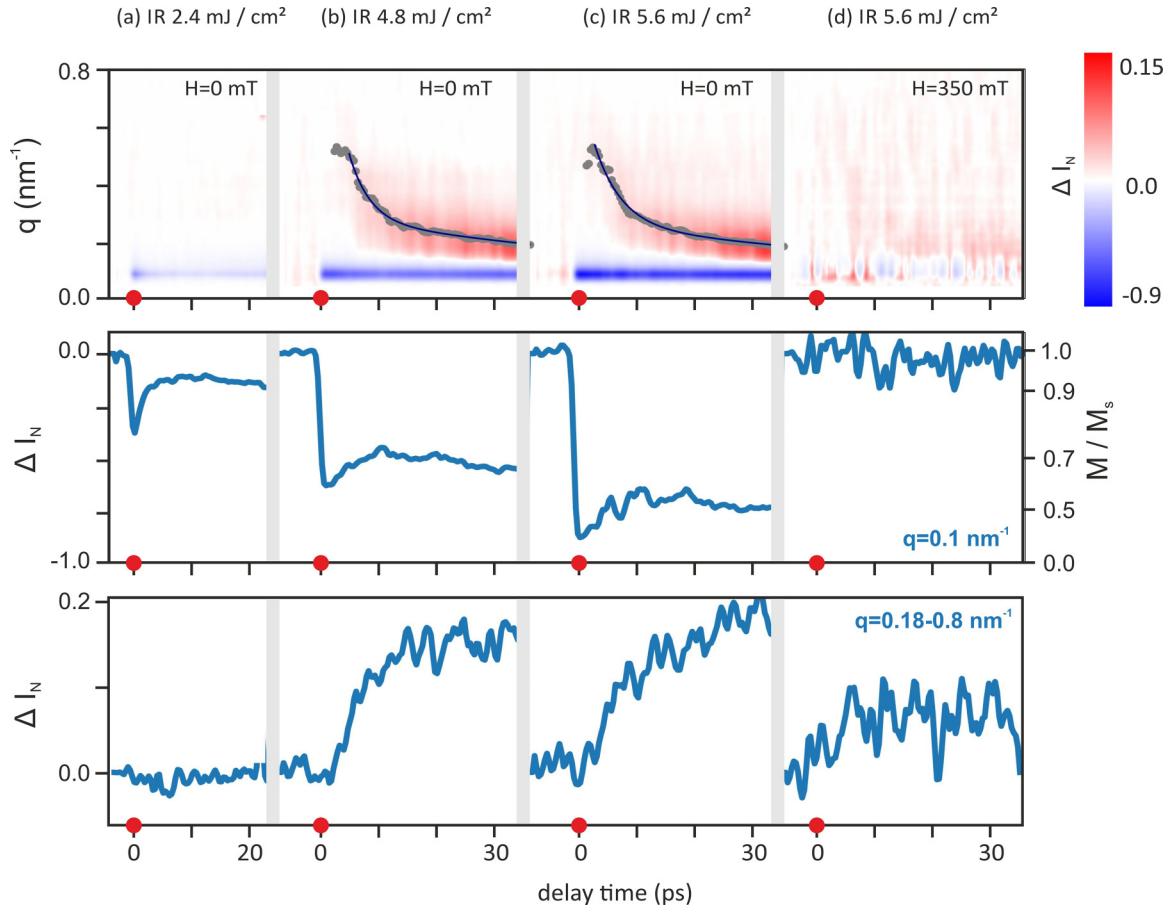 (a) IR 2.4 mJ / cm² (b) IR 4.8 mJ / cm² (c) IR 5.6 mJ / cm² (d) IR 5.6 mJ / cm²
0.8 H=0 mT H=0 mT H=0 mT H=350 mT 0.15
q (nm⁻¹) Δ I_N 0.0
0.0 -0.9
0.0 1.0
0.9
Δ I_N 0.7 M / M_s
0.5
-1.0 q=0.1 nm⁻¹ 0.0
0.2 q=0.18-0.8 nm⁻¹
Δ I_N
0.0
0 20 0 30 0 30 0 30
delay time (ps)